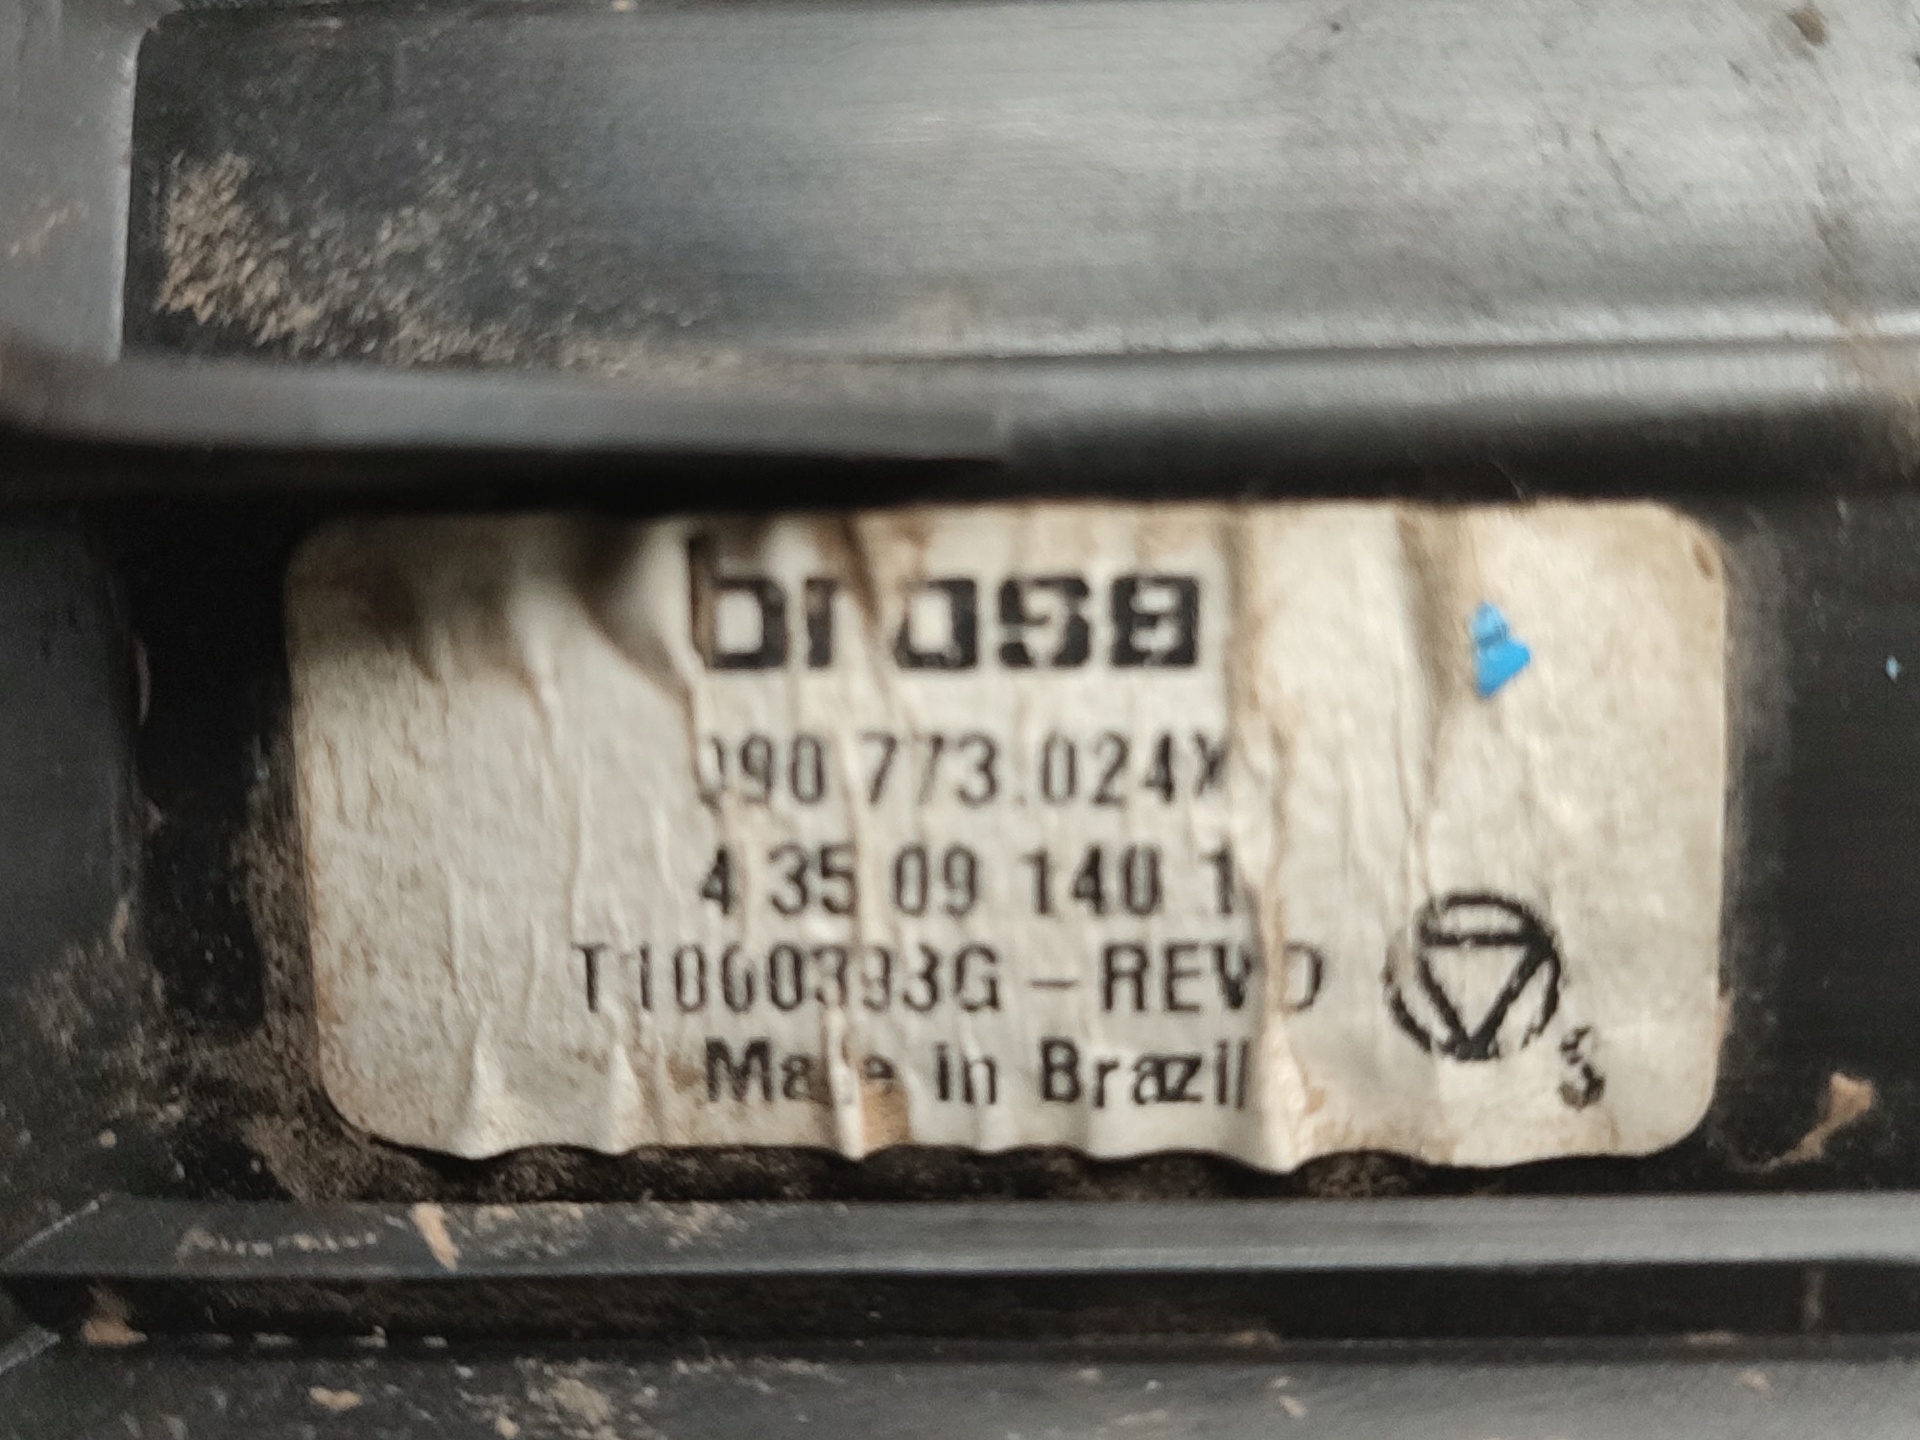 brose
090 773.024X
4 35 09 140 1
T1000393G - REV D
Made in Brazil
S